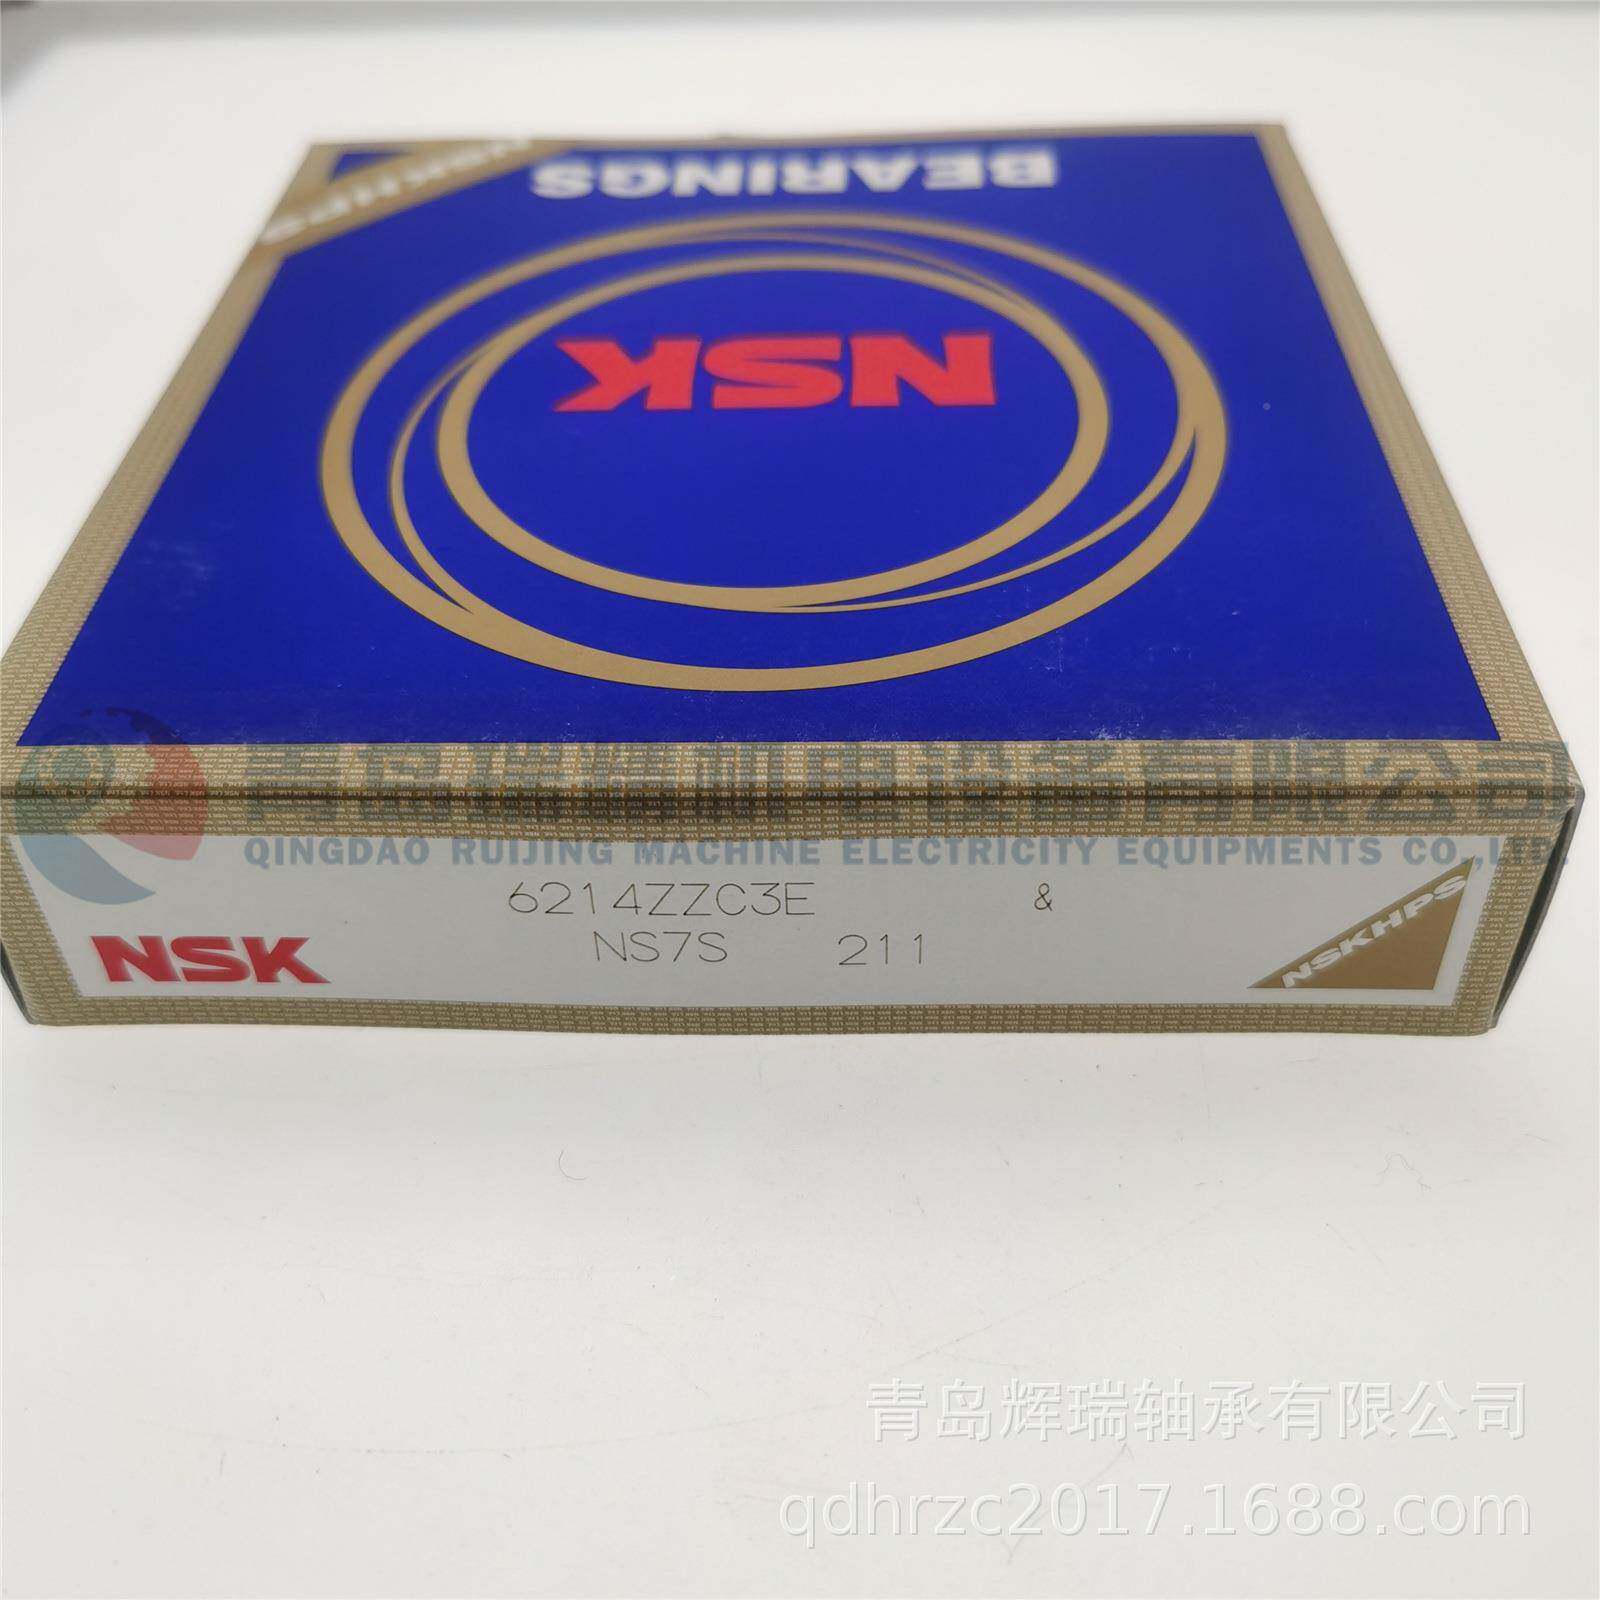 NSKHPS
BEARINGS
NSK
QINGDAO RUIJING MACHINE ELECTRICITY EQUIPMENTS CO.,LTD.
6214ZZC3E &
NS7S 211
NSK
NSKHPS
青岛辉瑞轴承有限公司
qdhrzc2017.1688.com